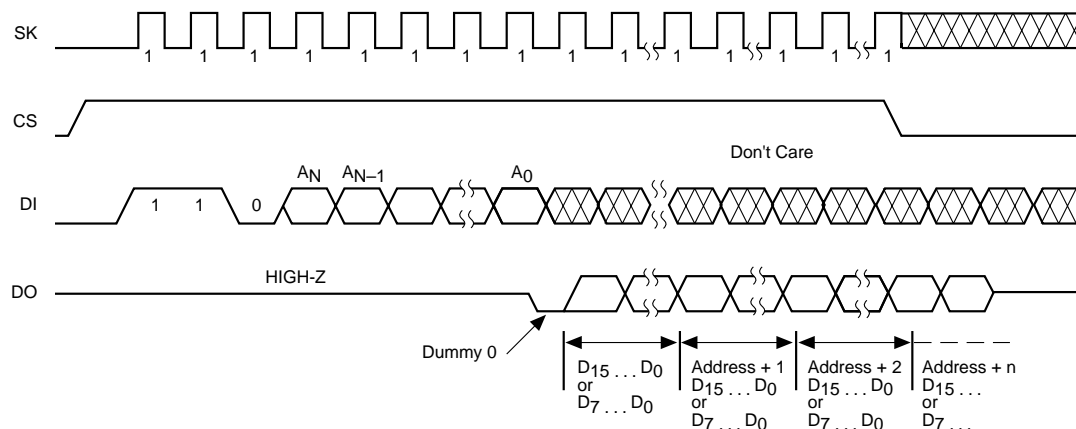 SK
1 1 1 1 1 1 1 1 1 1 1 1 1 1 1
CS
Don't Care
AN AN–1 A0
DI
1 1 0
HIGH-Z
DO
Dummy 0
D15 . . . D0
or
D7 . . . D0
Address + 1
D15 . . . D0
or
D7 . . . D0
Address + 2
D15 . . . D0
or
D7 . . . D0
Address + n
D15 . . .
or
D7 . . .